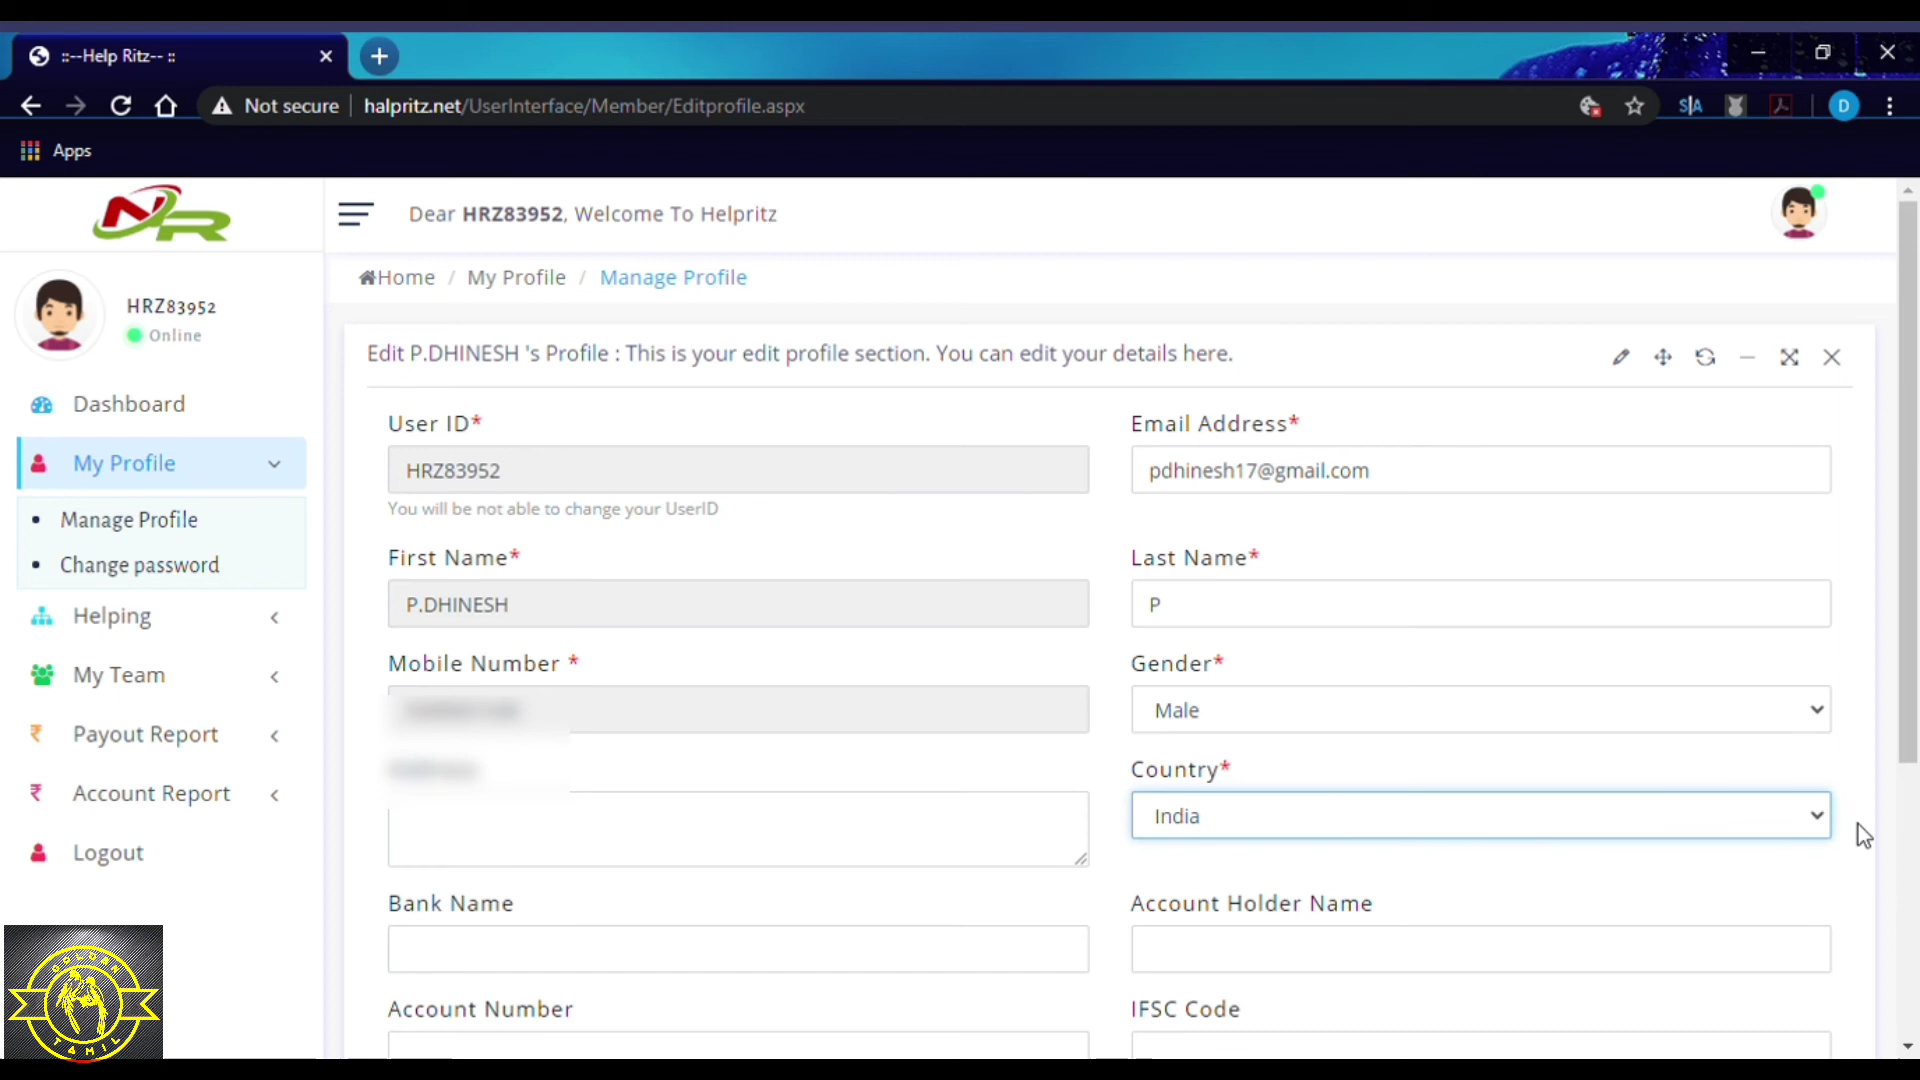 ::--Help Ritz-- ::
Not secure
halpritz.net/UserInterface/Member/Editprofile.aspx
S|A
D
Apps
NR
Dear HRZ83952, Welcome To Helpritz
HRZ83952
Online
Home / My Profile / Manage Profile
Dashboard
My Profile
Manage Profile
Change password
Helping
My Team
Payout Report
Account Report
Logout
Edit P.DHINESH 's Profile : This is your edit profile section. You can edit your details here.
User ID*
HRZ83952
You will be not able to change your UserID
Email Address*
pdhinesh17@gmail.com
First Name*
P.DHINESH
Last Name*
P
Mobile Number *
Gender*
Male
Country*
India
Bank Name
Account Holder Name
Account Number
IFSC Code
GOLDAN
TAMIL